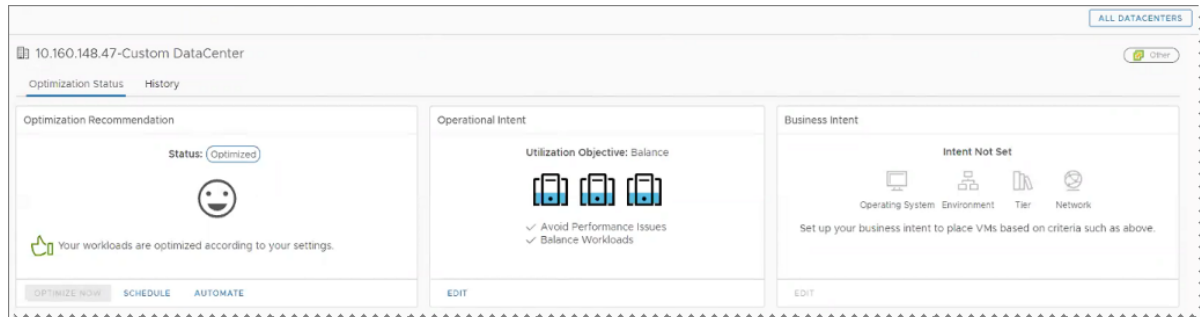 ALL DATACENTERS
10.160.148.47-Custom DataCenter
Other
Optimization Status History
Optimization Recommendation
Status: Optimized
Your workloads are optimized according to your settings.
OPTIMIZE NOW SCHEDULE AUTOMATE
Operational Intent
Utilization Objective: Balance
Avoid Performance Issues
Balance Workloads
EDIT
Business Intent
Intent Not Set
Operating System Environment Tier Network
Set up your business intent to place VMs based on criteria such as above.
EDIT